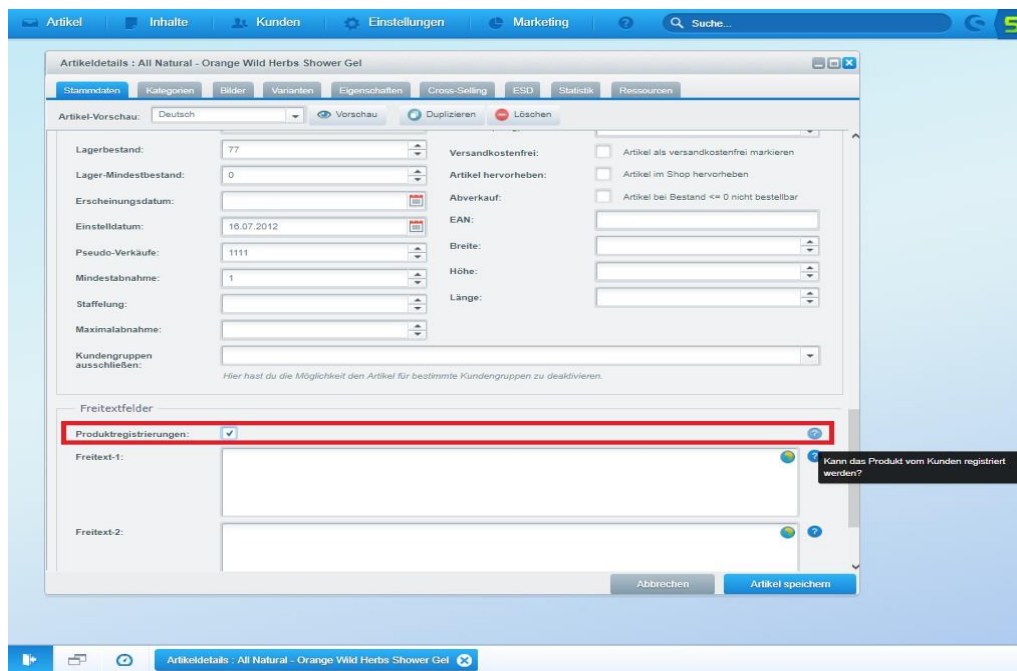 Artikel Inhalte Kunden Einstellungen Marketing Suche...
Artikeldetails : All Natural - Orange Wild Herbs Shower Gel
Stammdaten Kategorien Bilder Varianten Eigenschaften Cross-Selling ESD Statistik Ressourcen
Artikel-Vorschau: Deutsch Vorschau Duplizieren Löschen
Lagerbestand: 77 Versandkostenfrei: Artikel als versandkostenfrei markieren
Lager-Mindestbestand: 0 Artikel hervorheben: Artikel im Shop hervorheben
Erscheinungsdatum: Abverkauf: Artikel bei Bestand <= 0 nicht bestellbar
Einstelldatum: 16.07.2012 EAN:
Pseudo-Verkäufe: 1111 Breite:
Mindestabnahme: 1 Höhe:
Staffelung: Länge:
Maximalabnahme:
Kundengruppen
ausschließen:
Hier hast du die Möglichkeit den Artikel für bestimmte Kundengruppen zu deaktivieren.
Freitextfelder
Produktregistrierungen:
Freitext-1:
Kann das Produkt vom Kunden registriert
werden?
Freitext-2:
Abbrechen Artikel speichern
Artikeldetails : All Natural - Orange Wild Herbs Shower Gel